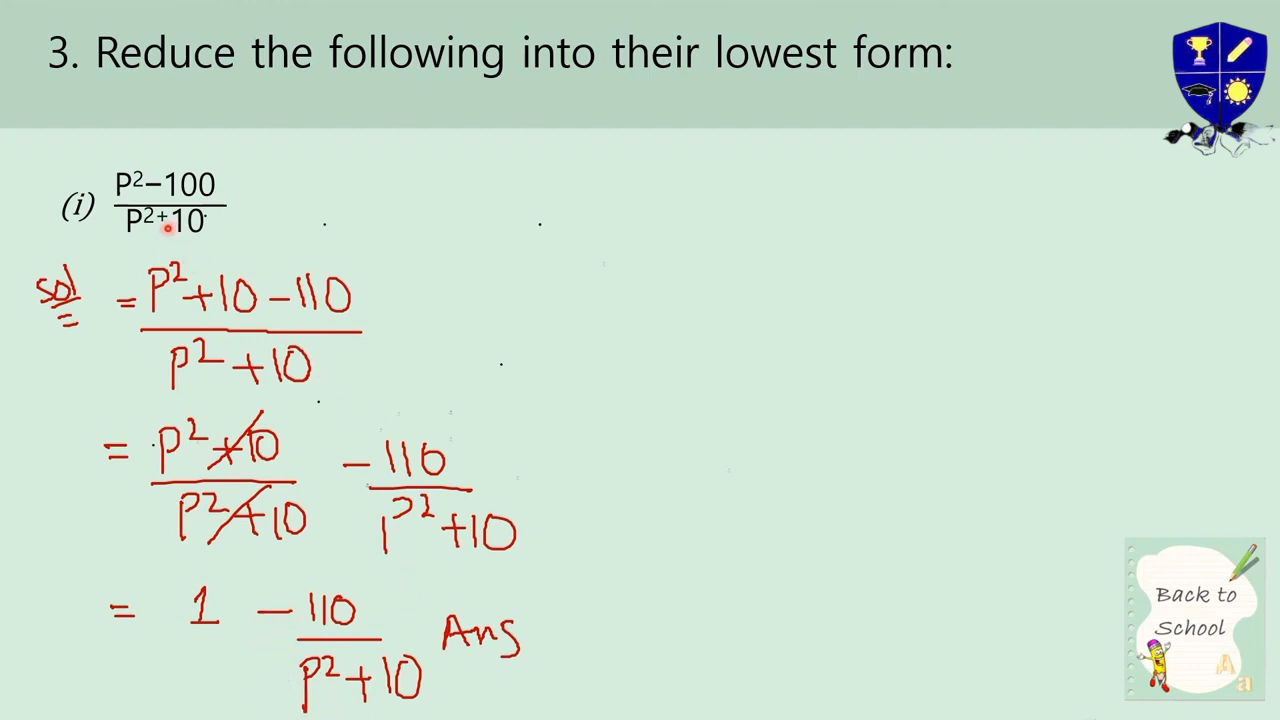 3. Reduce the following into their lowest form:
(i) P²−100
P²⁺10
Sol = P² + 10 − 110
P² + 10
= P² + 10 − 110
P² + 10 P² + 10
= 1 − 110 Ans
P² + 10
Back to
School
A
a